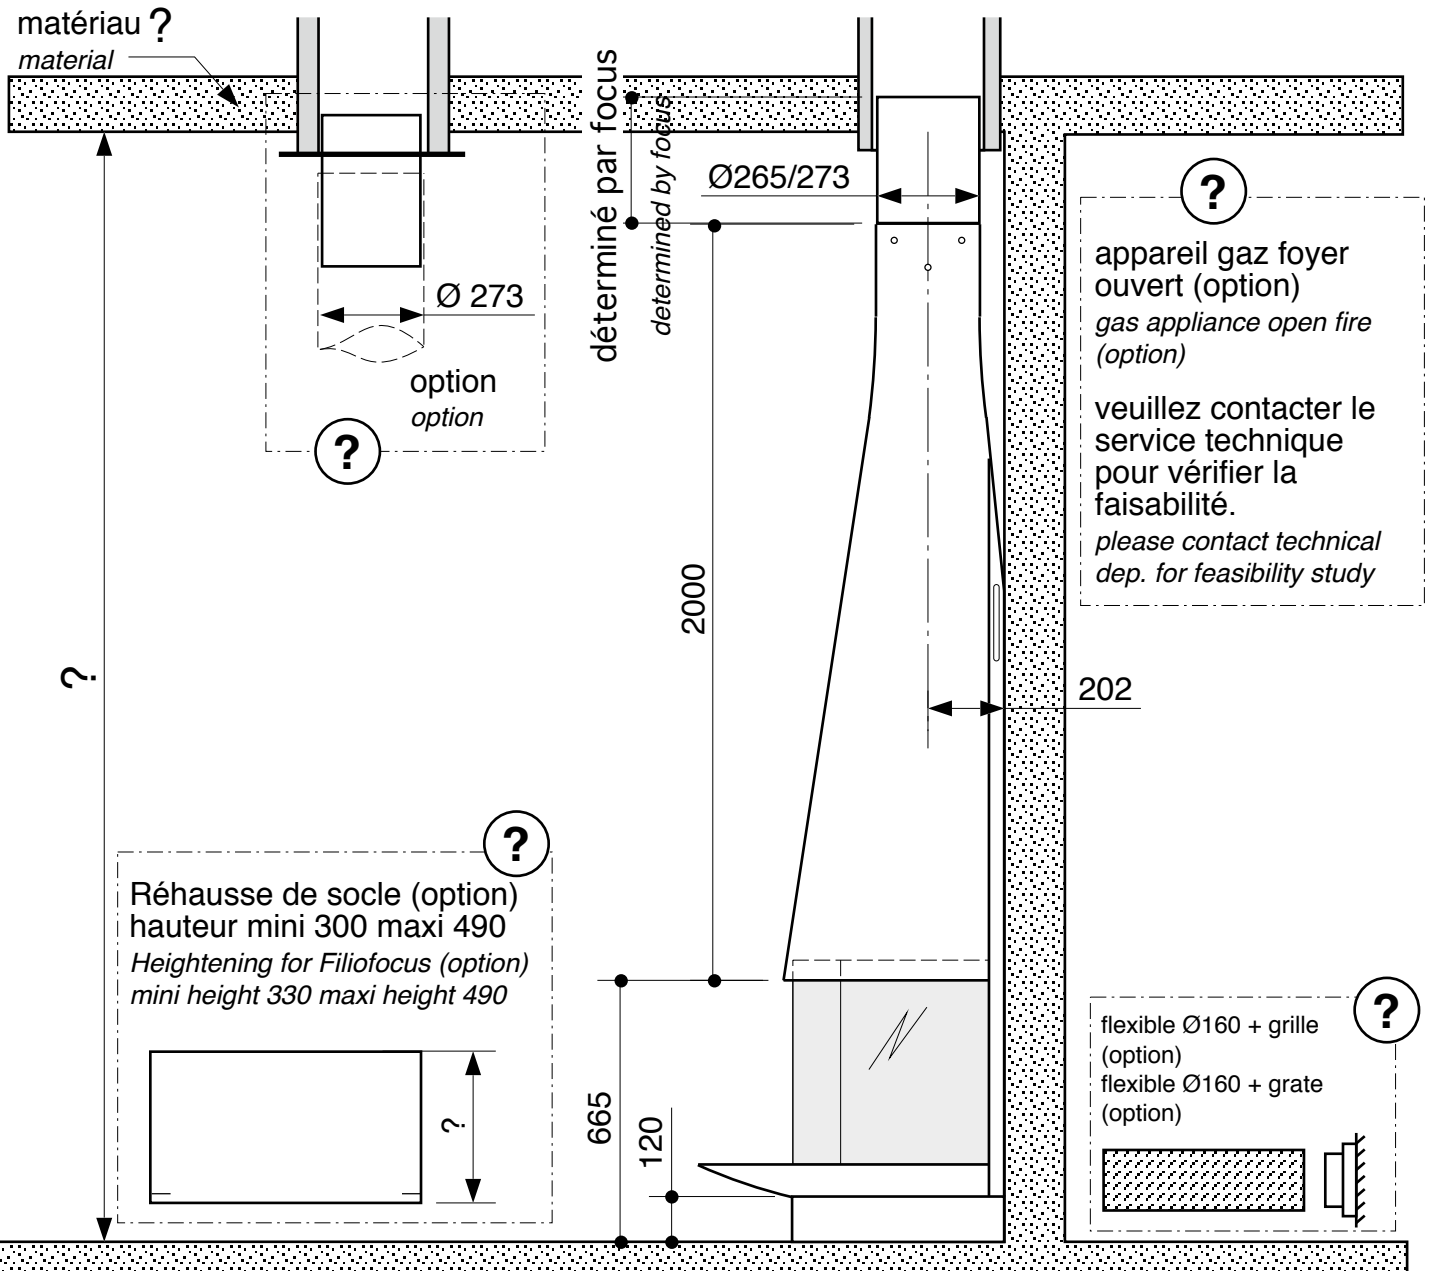 matériau ?
material
déterminé par focus
determined by focus
Ø265/273
Ø 273
option
option
?
?
appareil gaz foyer
ouvert (option)
gas appliance open fire
(option)
veuillez contacter le
service technique
pour vérifier la
faisabilité.
please contact technical
dep. for feasibility study
2000
202
?
?
Réhausse de socle (option)
hauteur mini 300 maxi 490
Heightening for Filiofocus (option)
mini height 330 maxi height 490
?
665
120
?
flexible Ø160 + grille
(option)
flexible Ø160 + grate
(option)